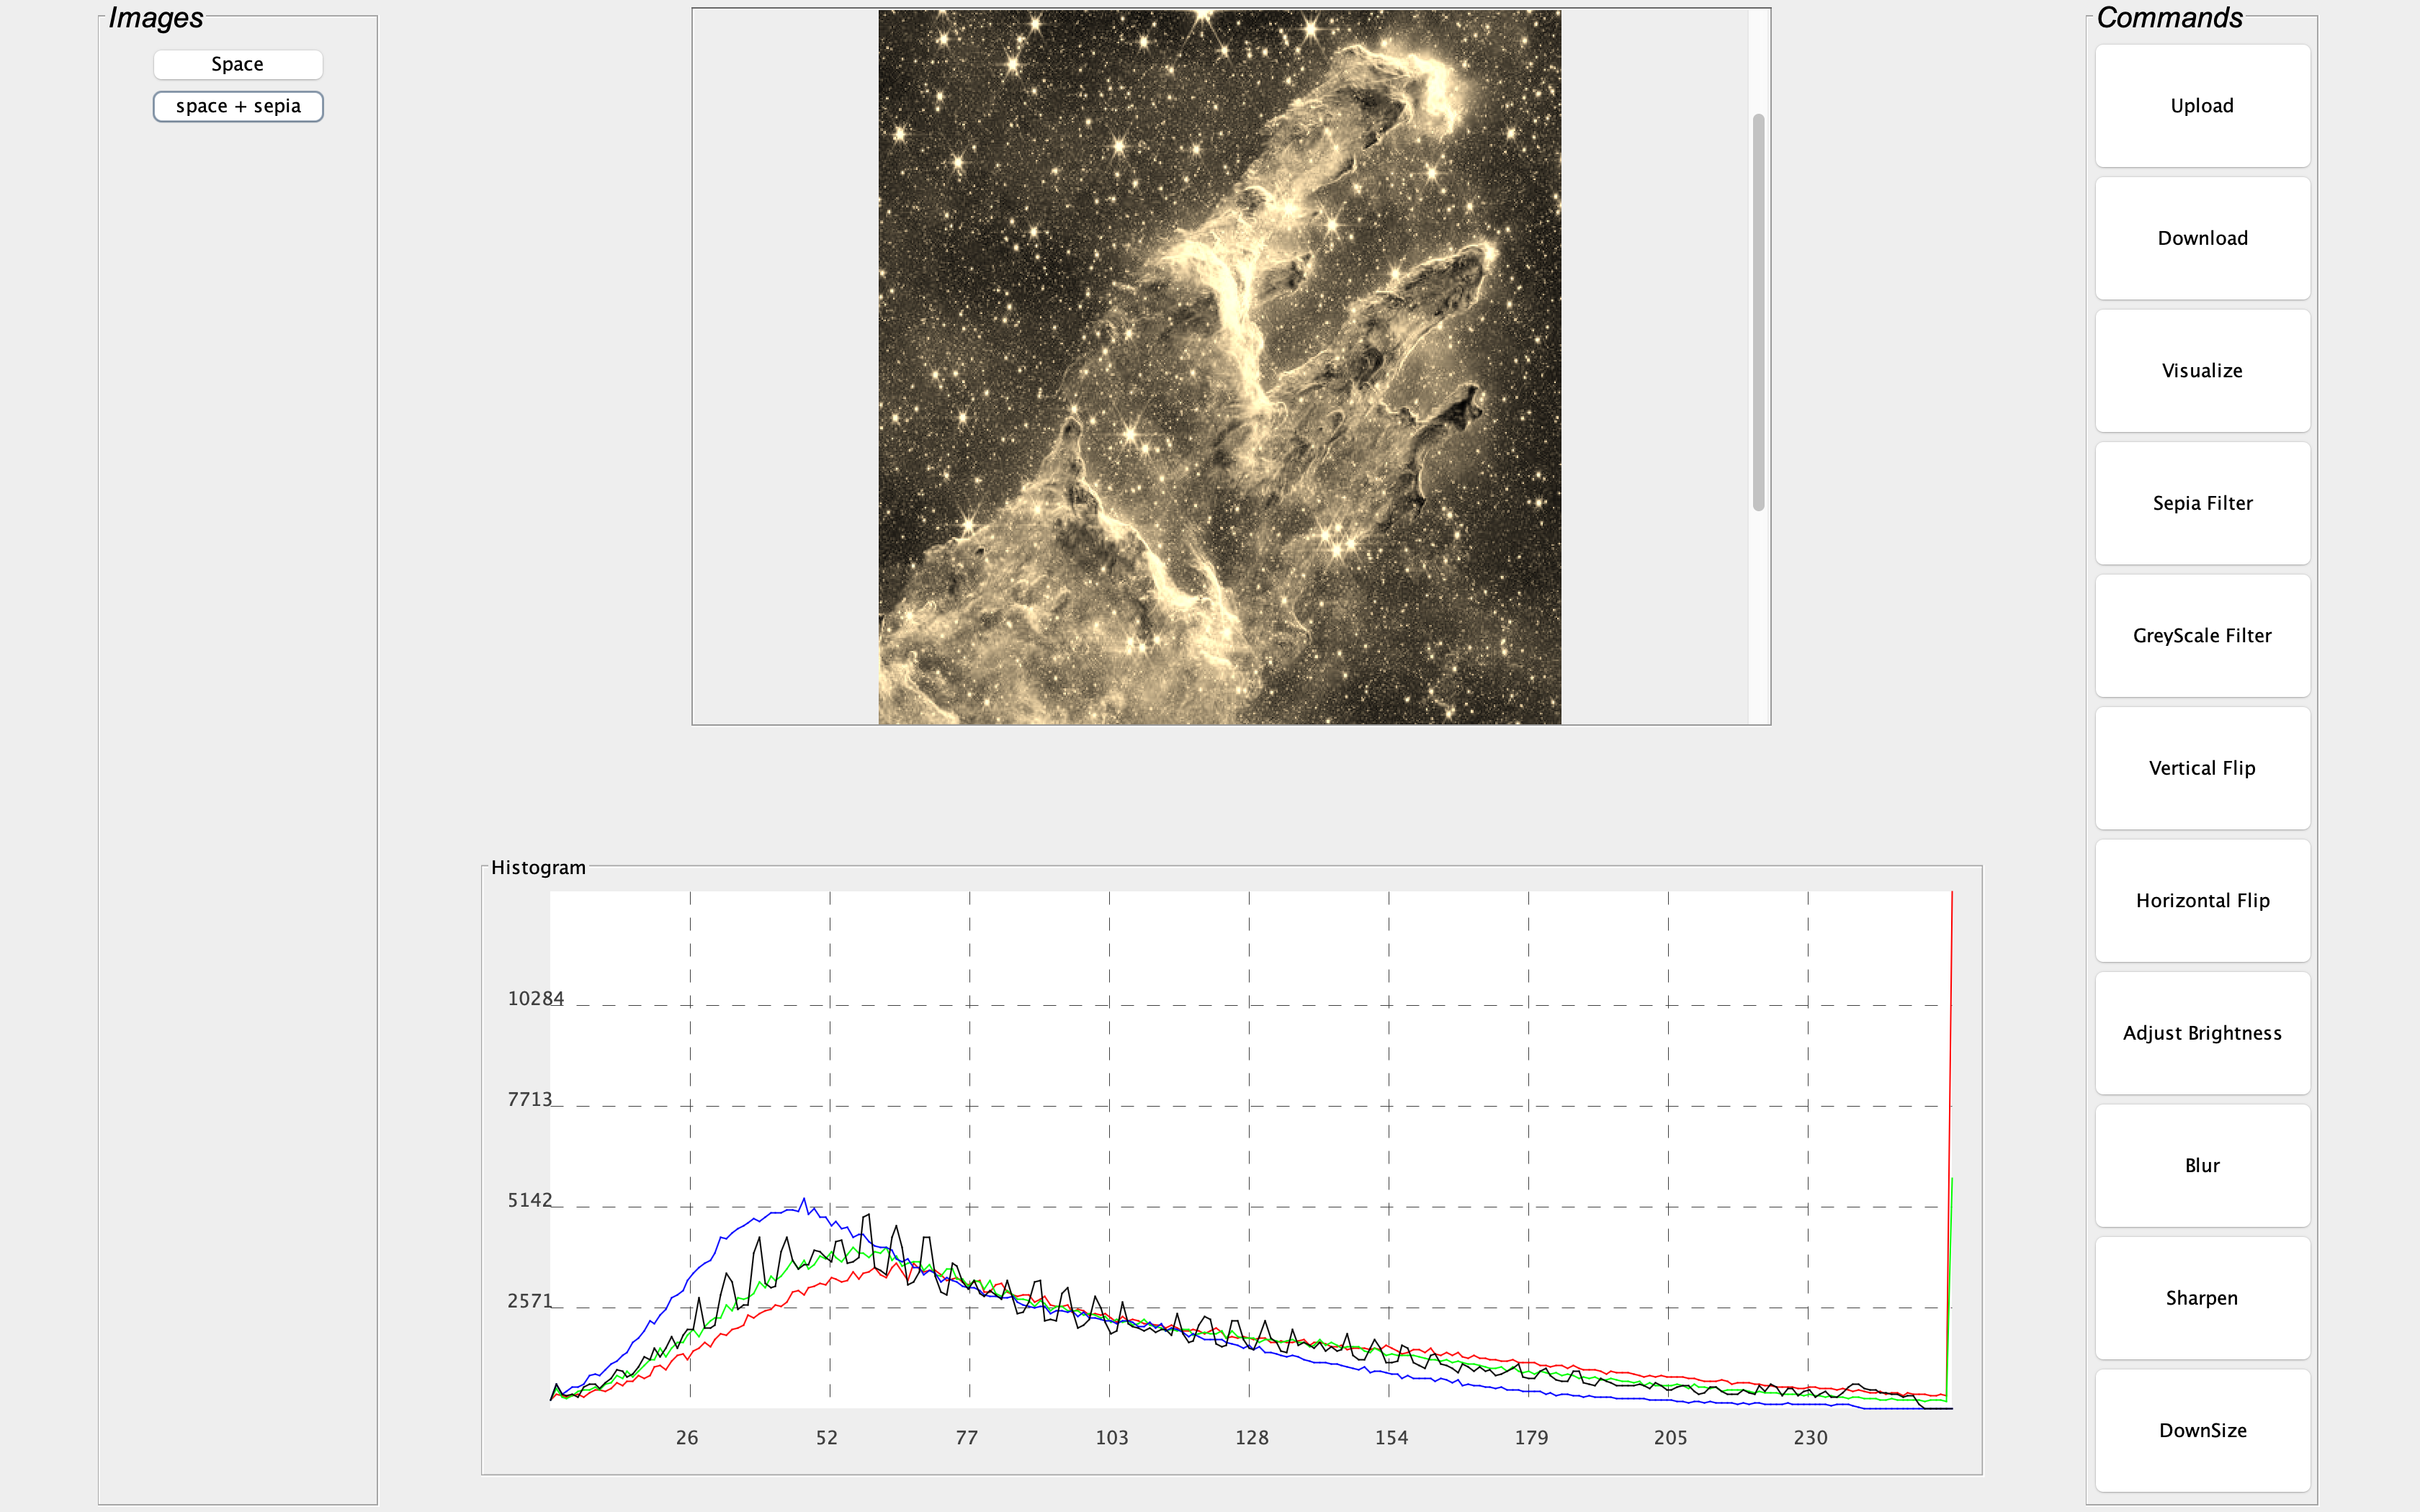 Images
Space
space + sepia
Commands
Upload
Download
Visualize
Sepia Filter
GreyScale Filter
Vertical Flip
Horizontal Flip
Adjust Brightness
Blur
Sharpen
DownSize
Histogram
10284
7713
5142
2571
26 52 77 103 128 154 179 205 230